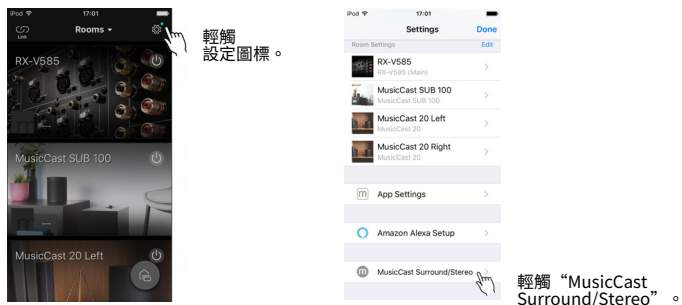 iPod 17:01
Link
Rooms
輕觸
設定圖標。
RX-V585
MusicCast SUB 100
MusicCast 20 Left
iPod 17:01
Settings Done
Room Settings Edit
RX-V585
RX-V585 (Main)
MusicCast SUB 100
MusicCast SUB 100
MusicCast 20 Left
MusicCast 20
MusicCast 20 Right
MusicCast 20
App Settings
Amazon Alexa Setup
MusicCast Surround/Stereo
輕觸“MusicCast
Surround/Stereo”。